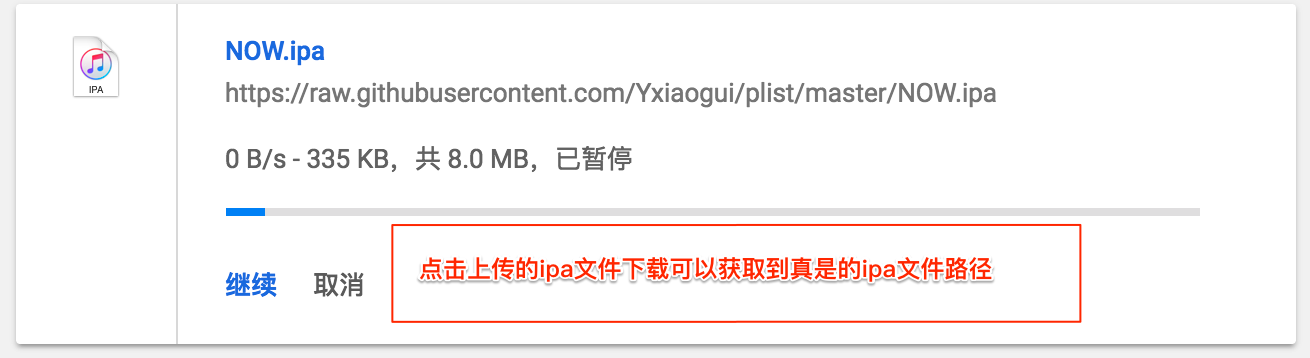 NOW.ipa
IPA
https://raw.githubusercontent.com/Yxiaogui/plist/master/NOW.ipa
0 B/s - 335 KB，共 8.0 MB，已暂停
点击上传的ipa文件下载可以获取到真是的ipa文件路径
继续 取消